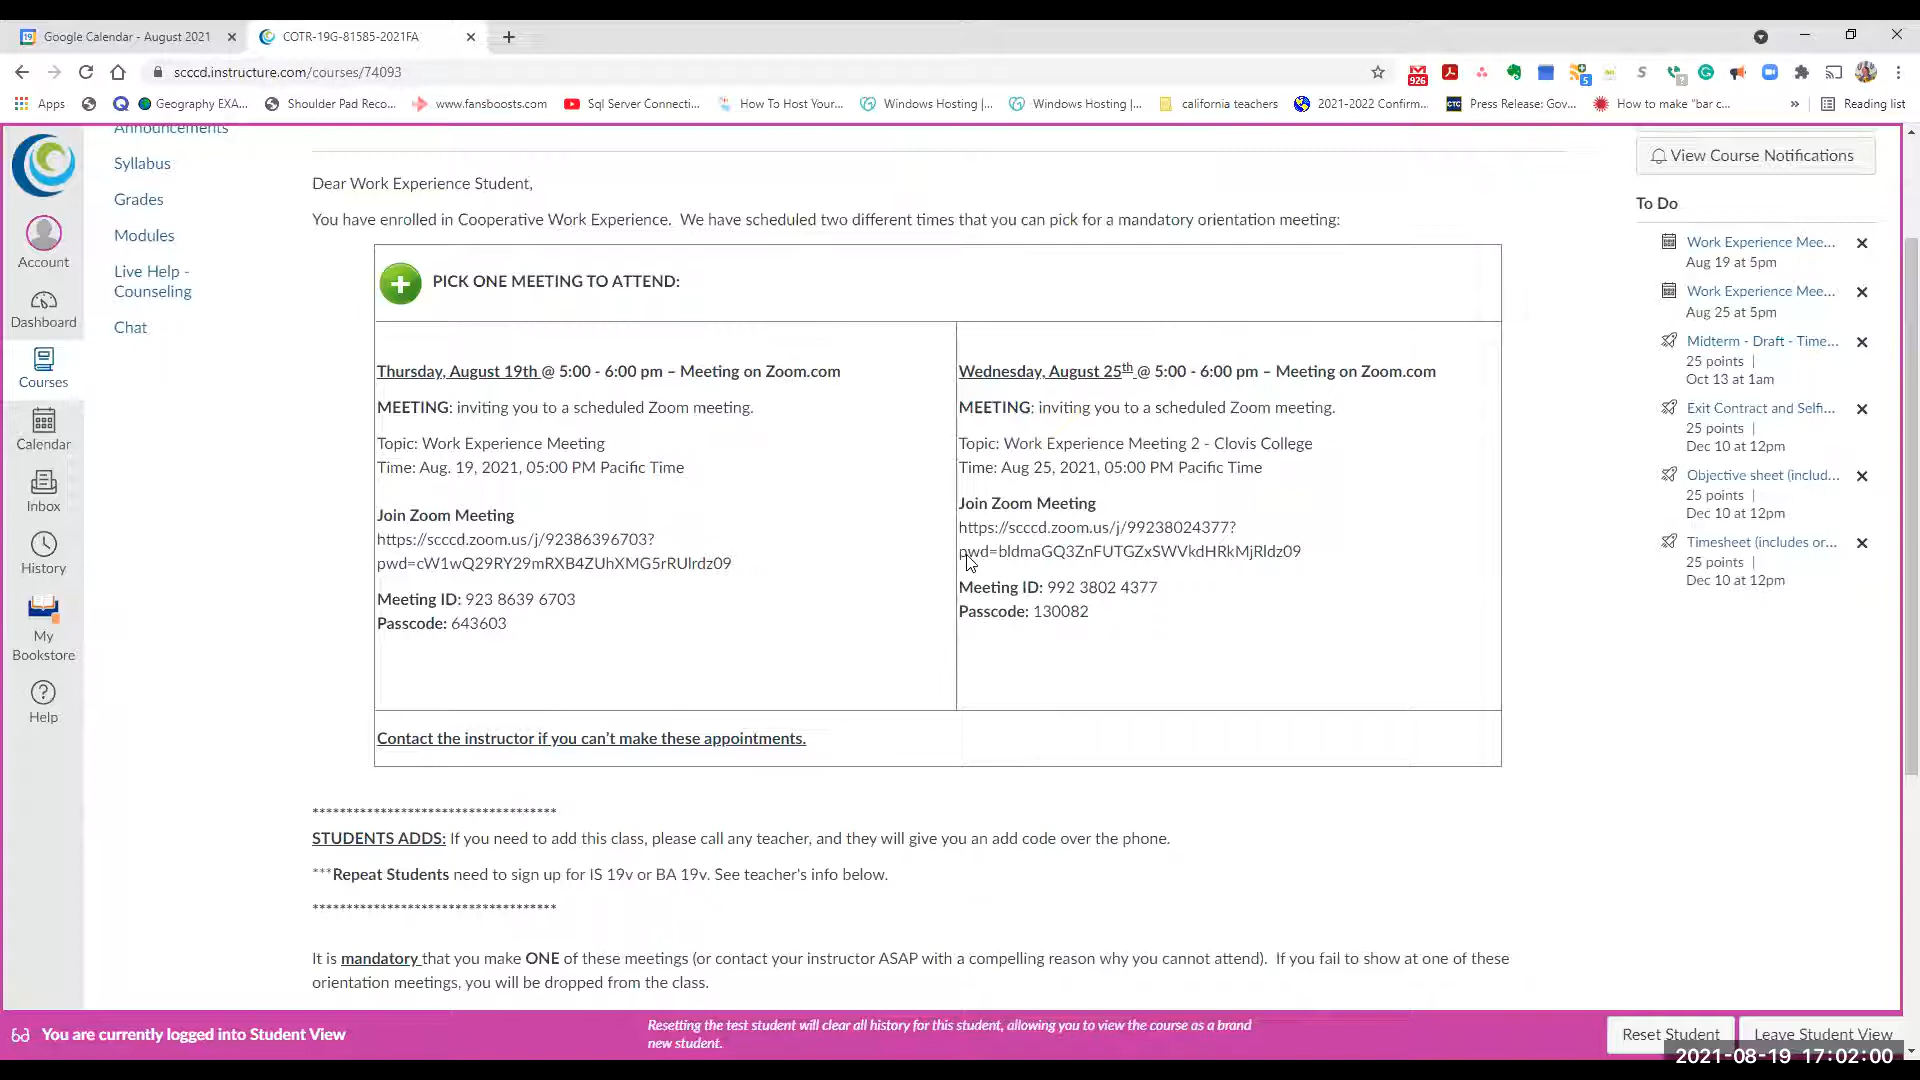 Google Calendar - August 2021
COTR-19G-81585-2021FA
scccd.instructure.com/courses/74093
926
5
Apps
Geography EXA...
Shoulder Pad Reco...
www.fansboosts.com
Sql Server Connecti...
How To Host Your...
Windows Hosting |...
Windows Hosting |...
california teachers
2021-2022 Confirm...
CTC
Press Release: Gov...
How to make "bar c...
Reading list
Account
Dashboard
Courses
Calendar
Inbox
History
My
Bookstore
Help
Announcements
Syllabus
Grades
Modules
Live Help -
Counseling
Chat
Dear Work Experience Student,
You have enrolled in Cooperative Work Experience. We have scheduled two different times that you can pick for a mandatory orientation meeting:
PICK ONE MEETING TO ATTEND:
Thursday, August 19th @ 5:00 - 6:00 pm – Meeting on Zoom.com
MEETING: inviting you to a scheduled Zoom meeting.
Topic: Work Experience Meeting
Time: Aug. 19, 2021, 05:00 PM Pacific Time
Join Zoom Meeting
https://scccd.zoom.us/j/92386396703?
pwd=cW1wQ29RY29mRXB4ZUhXMG5rRUlrdz09
Meeting ID: 923 8639 6703
Passcode: 643603
Wednesday, August 25th @ 5:00 - 6:00 pm – Meeting on Zoom.com
MEETING: inviting you to a scheduled Zoom meeting.
Topic: Work Experience Meeting 2 - Clovis College
Time: Aug 25, 2021, 05:00 PM Pacific Time
Join Zoom Meeting
https://scccd.zoom.us/j/99238024377?
pwd=bldmaGQ3ZnFUTGZxSWVkdHRkMjRldz09
Meeting ID: 992 3802 4377
Passcode: 130082
Contact the instructor if you can't make these appointments.
***********************************
STUDENTS ADDS: If you need to add this class, please call any teacher, and they will give you an add code over the phone.
***Repeat Students need to sign up for IS 19v or BA 19v. See teacher's info below.
***********************************
It is mandatory that you make ONE of these meetings (or contact your instructor ASAP with a compelling reason why you cannot attend). If you fail to show at one of these
orientation meetings, you will be dropped from the class.
View Course Notifications
To Do
Work Experience Mee...
Aug 19 at 5pm
Work Experience Mee...
Aug 25 at 5pm
Midterm - Draft - Time...
25 points |
Oct 13 at 1am
Exit Contract and Selfi...
25 points |
Dec 10 at 12pm
Objective sheet (includ...
25 points |
Dec 10 at 12pm
Timesheet (includes or...
25 points |
Dec 10 at 12pm
You are currently logged into Student View
Resetting the test student will clear all history for this student, allowing you to view the course as a brand
new student.
Reset Student
Leave Student View
2021-08-19 17:02:00